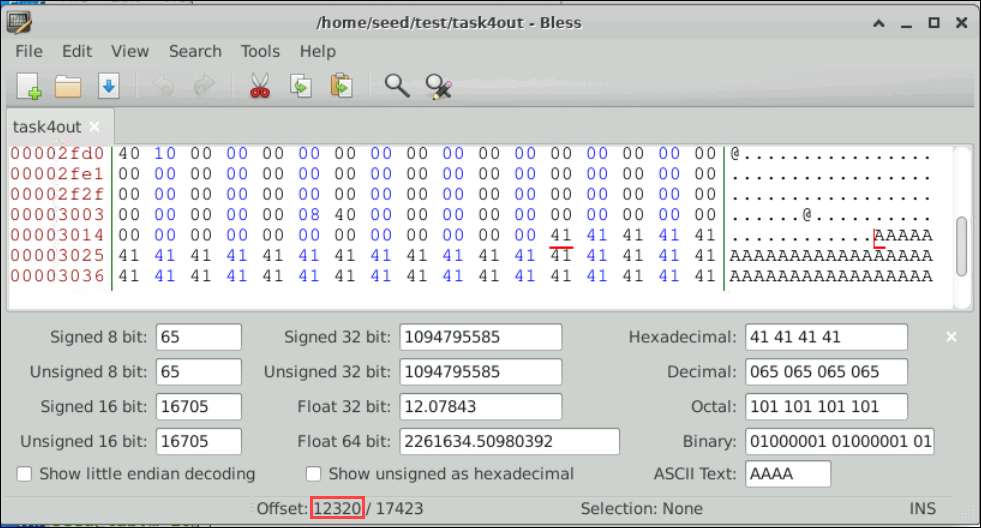 /home/seed/test/task4out - Bless
File Edit View Search Tools Help
task4out
00002fd0 40 10 00 00 00 00 00 00 00 00 00 00 00 00 00 00 00 @................
00002fe1 00 00 00 00 00 00 00 00 00 00 00 00 00 00 00 00 00 .................
00002f2f 00 00 00 00 00 00 00 00 00 00 00 00 00 00 00 00 00 .................
00003003 00 00 00 00 00 08 40 00 00 00 00 00 00 00 00 00 00 ......@..........
00003014 00 00 00 00 00 00 00 00 00 00 00 00 41 41 41 41 41 ............AAAAA
00003025 41 41 41 41 41 41 41 41 41 41 41 41 41 41 41 41 41 AAAAAAAAAAAAAAAAA
00003036 41 41 41 41 41 41 41 41 41 41 41 41 41 41 41 41 41 AAAAAAAAAAAAAAAAA
Signed 8 bit: 65 Signed 32 bit: 1094795585 Hexadecimal: 41 41 41 41
Unsigned 8 bit: 65 Unsigned 32 bit: 1094795585 Decimal: 065 065 065 065
Signed 16 bit: 16705 Float 32 bit: 12.07843 Octal: 101 101 101 101
Unsigned 16 bit: 16705 Float 64 bit: 2261634.50980392 Binary: 01000001 01000001 01
Show little endian decoding Show unsigned as hexadecimal ASCII Text: AAAA
Offset: 12320 / 17423 Selection: None INS